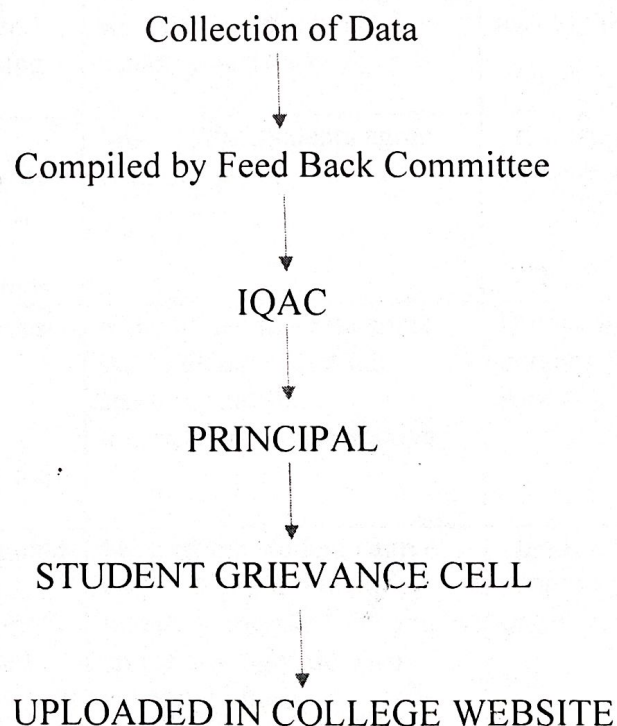 Collection of Data
Compiled by Feed Back Committee
IQAC
PRINCIPAL
STUDENT GRIEVANCE CELL
UPLOADED IN COLLEGE WEBSITE